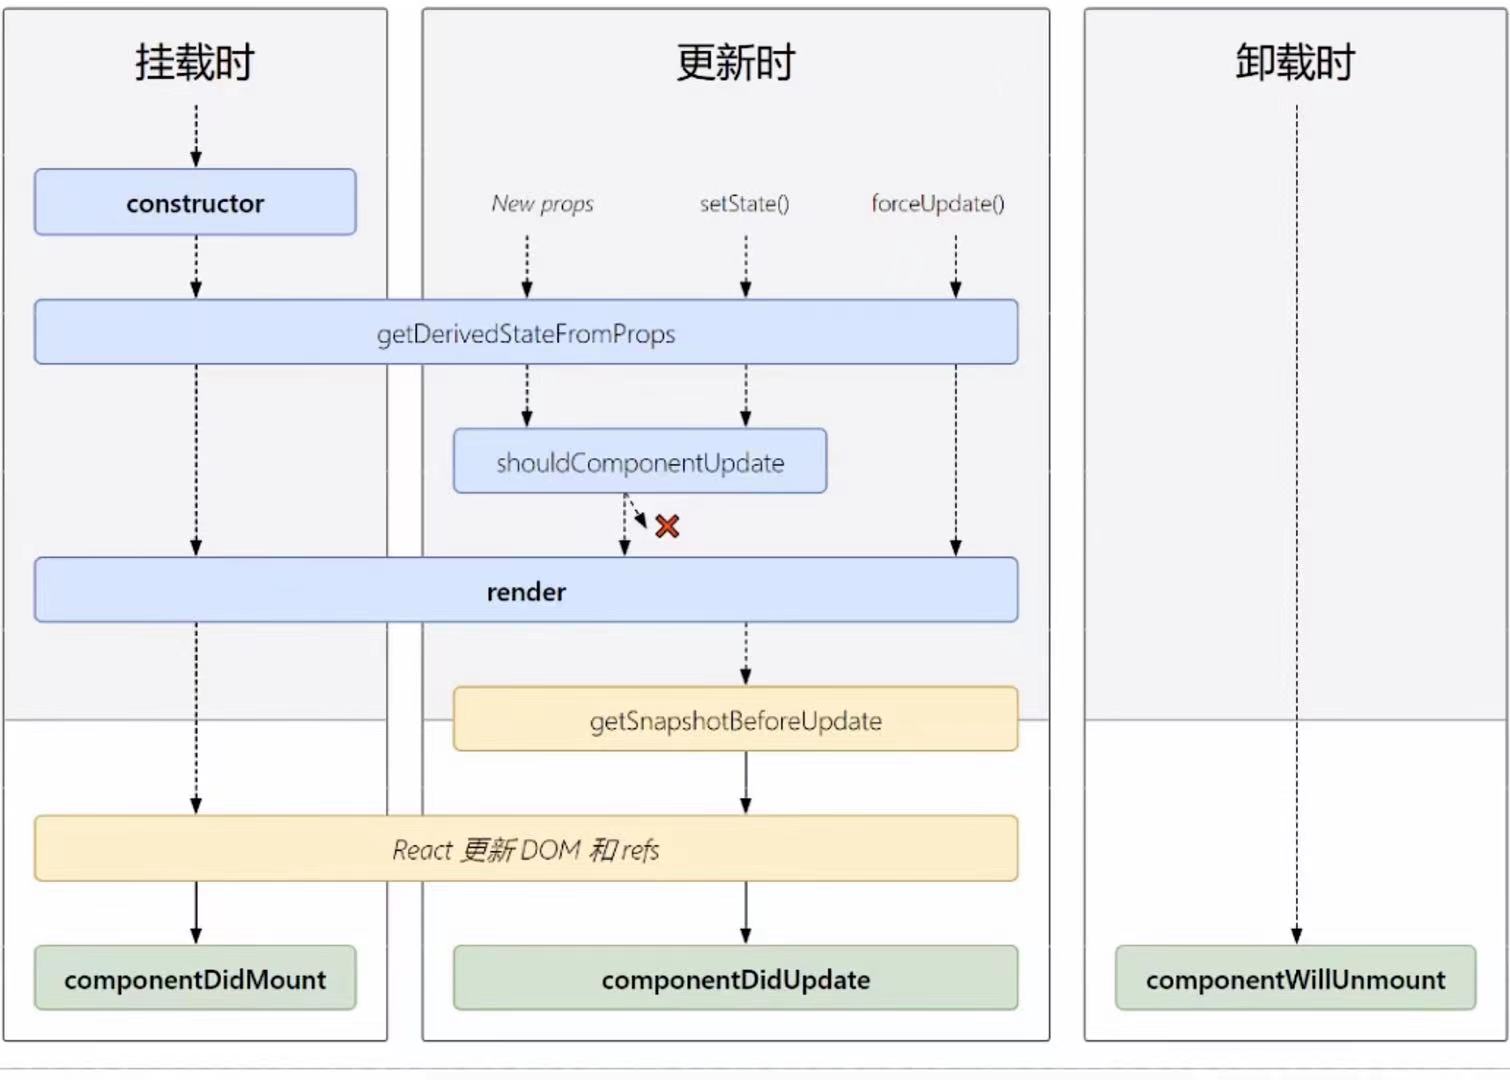 挂载时
更新时
卸载时
constructor
New props
setState()
forceUpdate()
getDerivedStateFromProps
shouldComponentUpdate
render
getSnapshotBeforeUpdate
React 更新 DOM 和 refs
componentDidMount
componentDidUpdate
componentWillUnmount